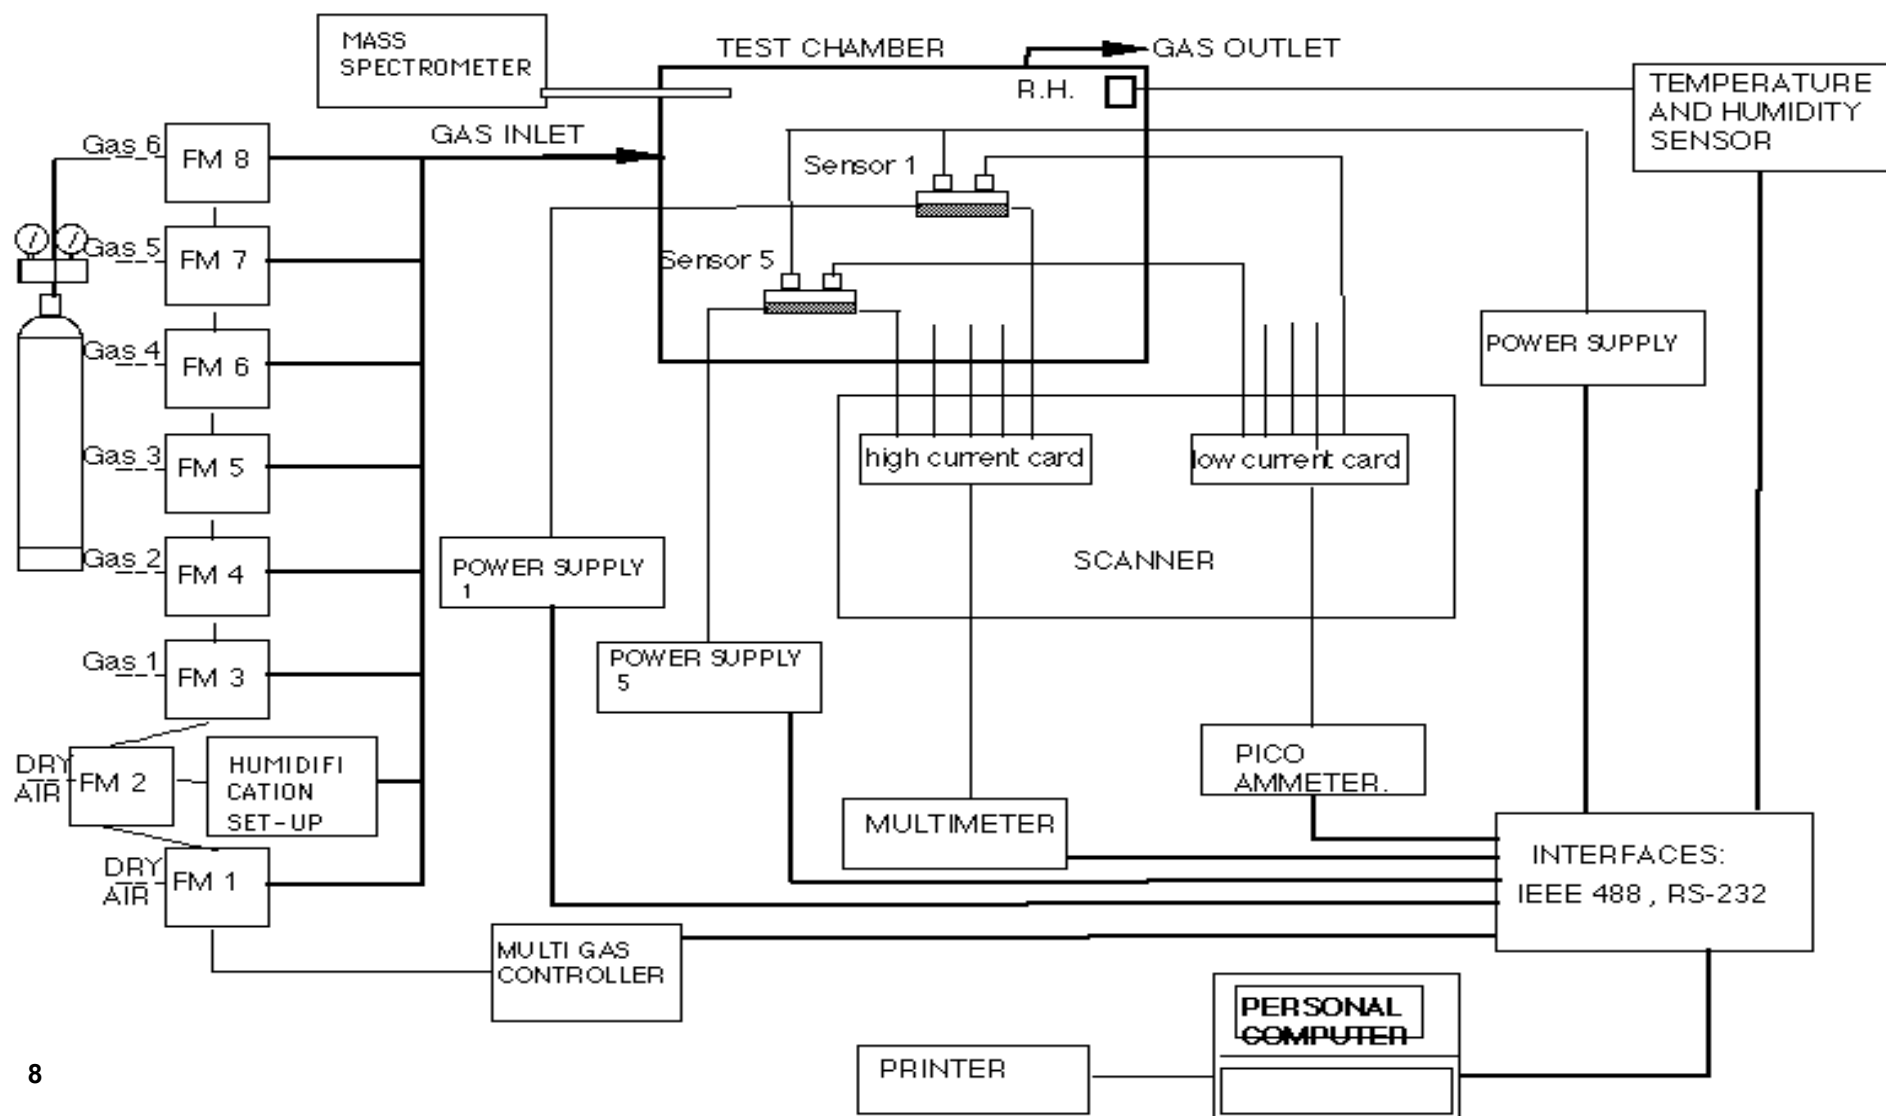 MASS
SPECTROMETER
TEST CHAMBER
GAS OUTLET
R.H.
TEMPERATURE
AND HUMIDITY
SENSOR
GAS INLET
Gas 6
FM 8
Sensor 1
Gas 5
FM 7
Sensor 5
Gas 4
FM 6
POWER SUPPLY
Gas 3
FM 5
high current card
low current card
Gas 2
FM 4
POWER SUPPLY
1
SCANNER
Gas 1
FM 3
POWER SUPPLY
5
DRY
AIR
FM 2
HUMIDIFI
CATION
SET-UP
PICO
AMMETER.
MULTIMETER
DRY
AIR
FM 1
INTERFACES:
IEEE 488 , RS-232
MULTI GAS
CONTROLLER
PERSONAL
COMPUTER
PRINTER
8